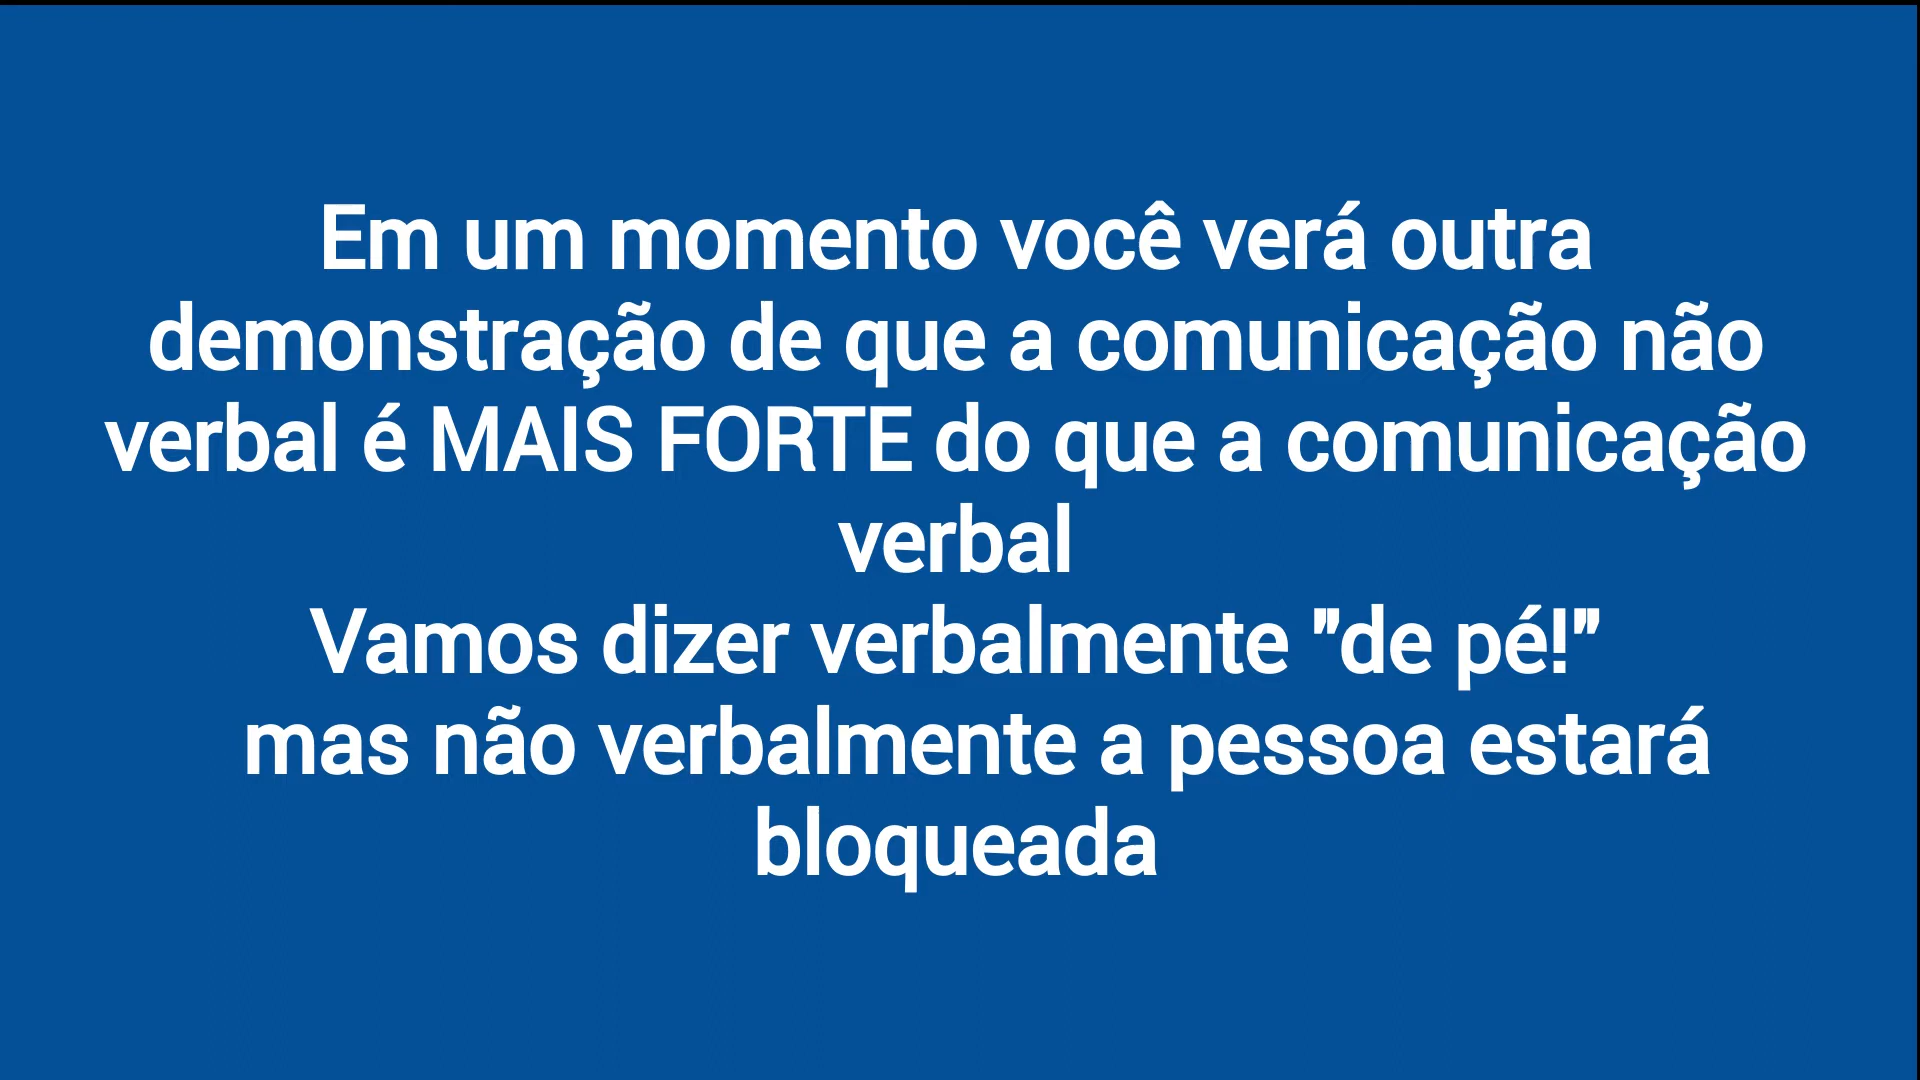 Em um momento você verá outra
demonstração de que a comunicação não
verbal é MAIS FORTE do que a comunicação
verbal
Vamos dizer verbalmente "de pé!"
mas não verbalmente a pessoa estará
bloqueada